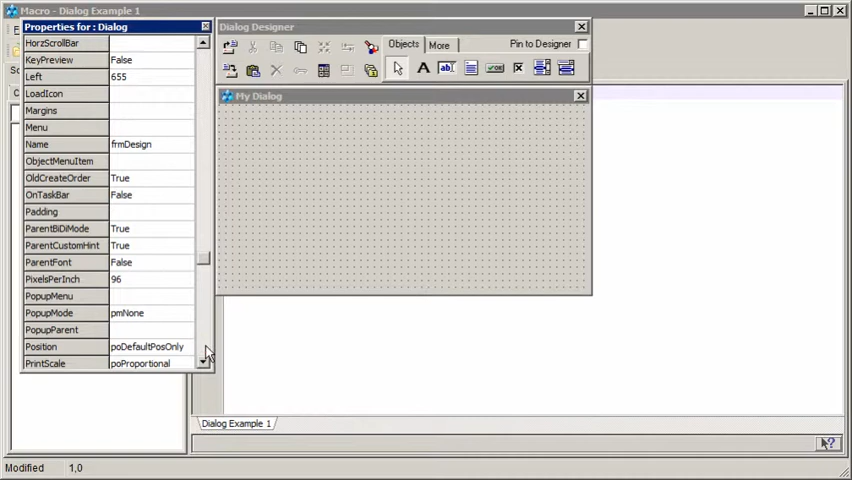 Macro - Dialog Example 1
Properties for : Dialog
HorzScrollBar
KeyPreview False
Left 655
LoadIcon
Margins
Menu
Name frmDesign
ObjectMenuItem
OldCreateOrder True
OnTaskBar False
Padding
ParentBiDiMode True
ParentCustomHint True
ParentFont False
PixelsPerInch 96
PopupMenu
PopupMode pmNone
PopupParent
Position poDefaultPosOnly
PrintScale poProportional
Dialog Designer
Objects More Pin to Designer
A ab OK
My Dialog
Dialog Example 1
Modified 1,0